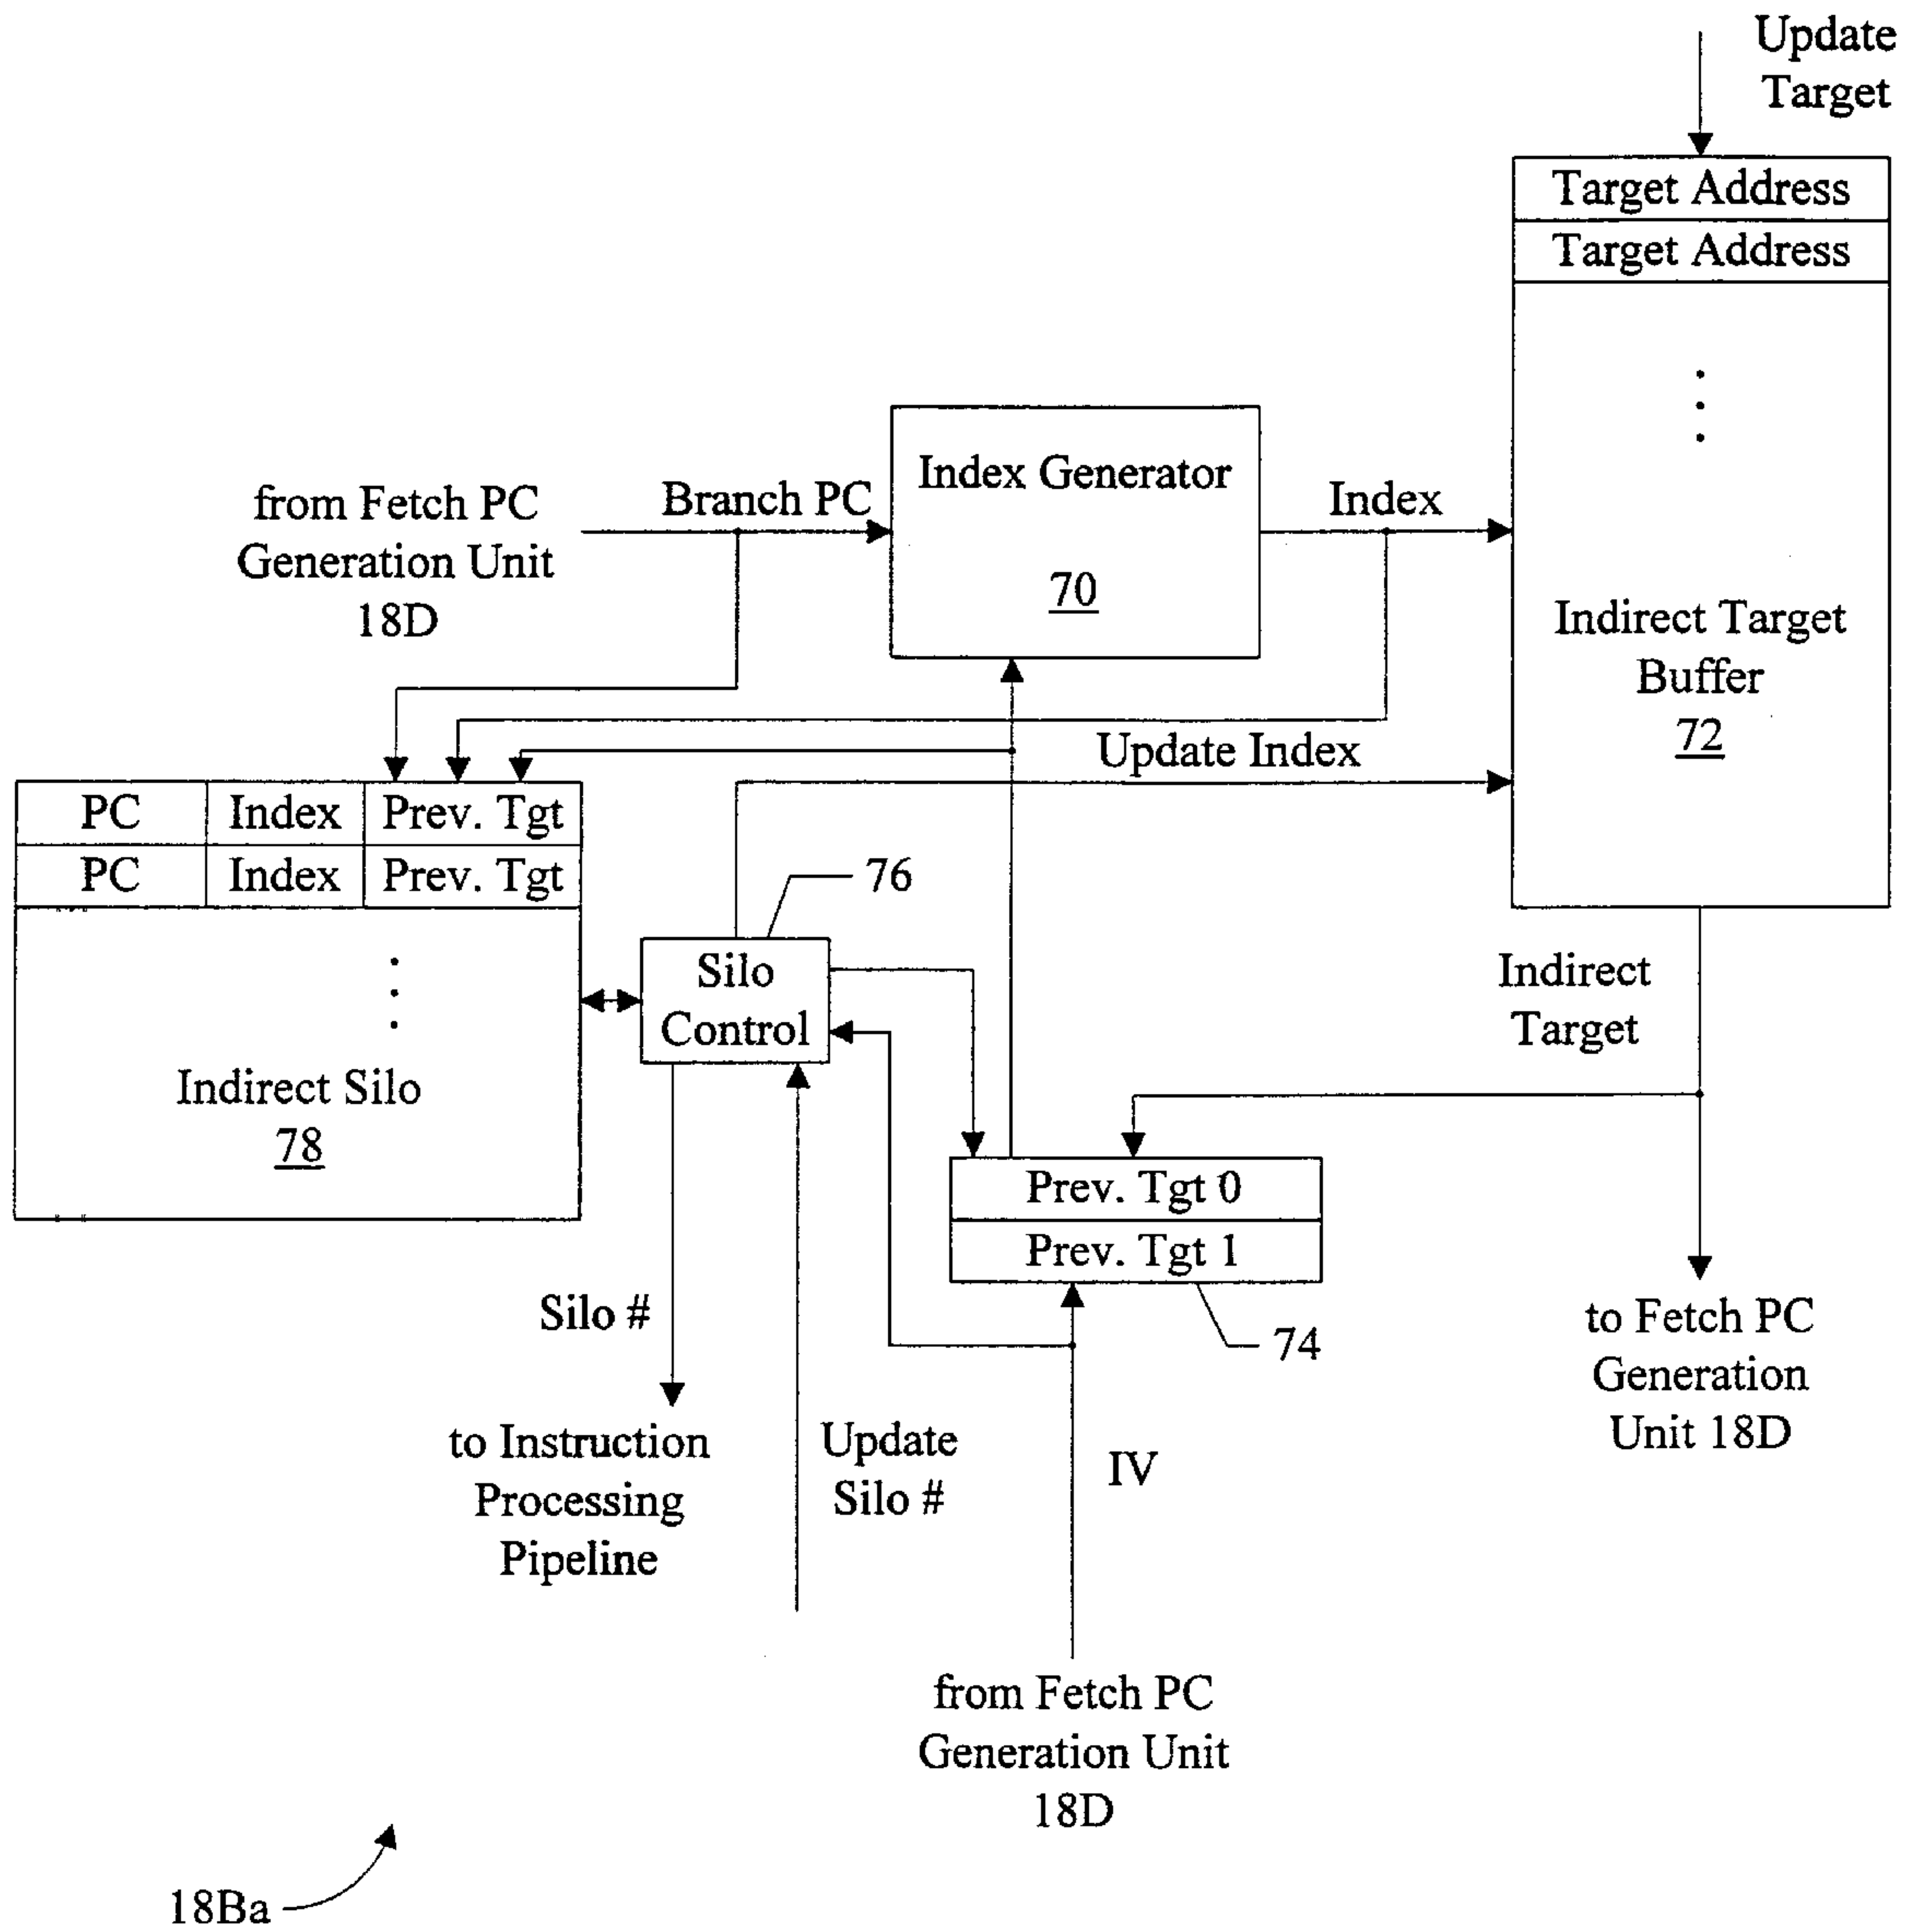 Update
Target
Target Address
Target Address
Indirect Target
Buffer
72
from Fetch PC
Generation Unit
18D
Branch PC
Index Generator
70
Index
Update Index
PC Index Prev. Tgt
PC Index Prev. Tgt
Indirect Silo
78
76
Silo
Control
Indirect
Target
Prev. Tgt 0
Prev. Tgt 1
74
Silo #
to Instruction
Processing
Pipeline
Update
Silo #
IV
to Fetch PC
Generation
Unit 18D
from Fetch PC
Generation Unit
18D
18Ba